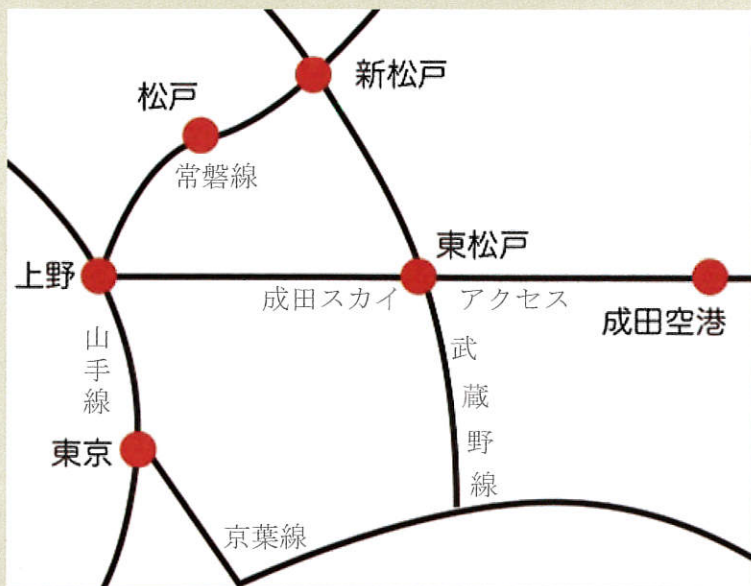 新松戸
松戸
常磐線
東松戸
上野
成田スカイアクセス
成田空港
山手線
武蔵野線
東京
京葉線